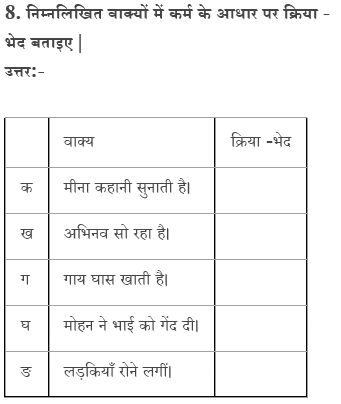 8. निम्नलिखित वाक्यों में कर्म के आधार पर क्रिया -
भेद बताइए |
उत्तर:-
वाक्य क्रिया -भेद
क मीना कहानी सुनाती है।
ख अभिनव सो रहा है।
ग गाय घास खाती है।
घ मोहन ने भाई को गेंद दी।
ङ लड़कियाँ रोने लगीं।